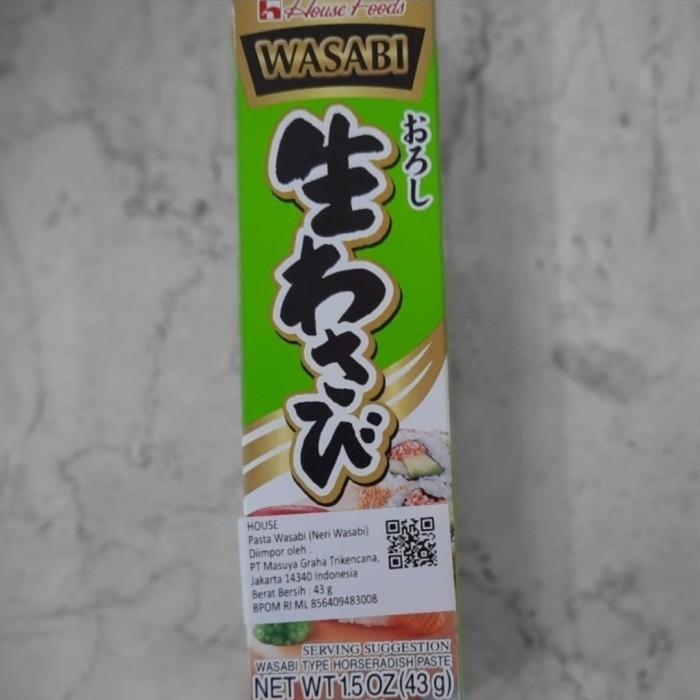 House Foods
WASABI
おろし
生わさび
HOUSE
Pasta Wasabi (Neri Wasabi)
Diimpor oleh :
PT Masuya Graha Trikencana,
Jakarta 14340 Indonesia
Berat Bersih : 43 g
BPOM RI ML 856409483008
SERVING SUGGESTION
WASABI TYPE HORSERADISH PASTE
NET WT 1.5 OZ (43 g)